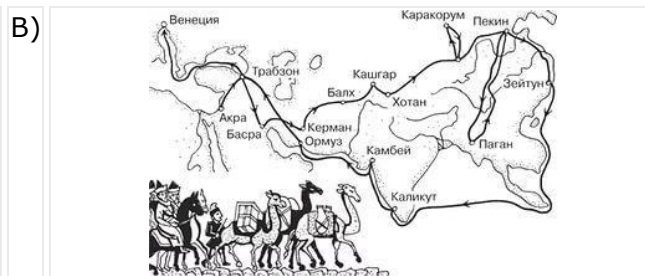 В)
Венеция
Каракорум
Пекин
Трабзон
Кашгар
Зейтун
Балх
Хотан
Акра
Басра
Керман
Ормуз
Камбей
Паган
Каликут